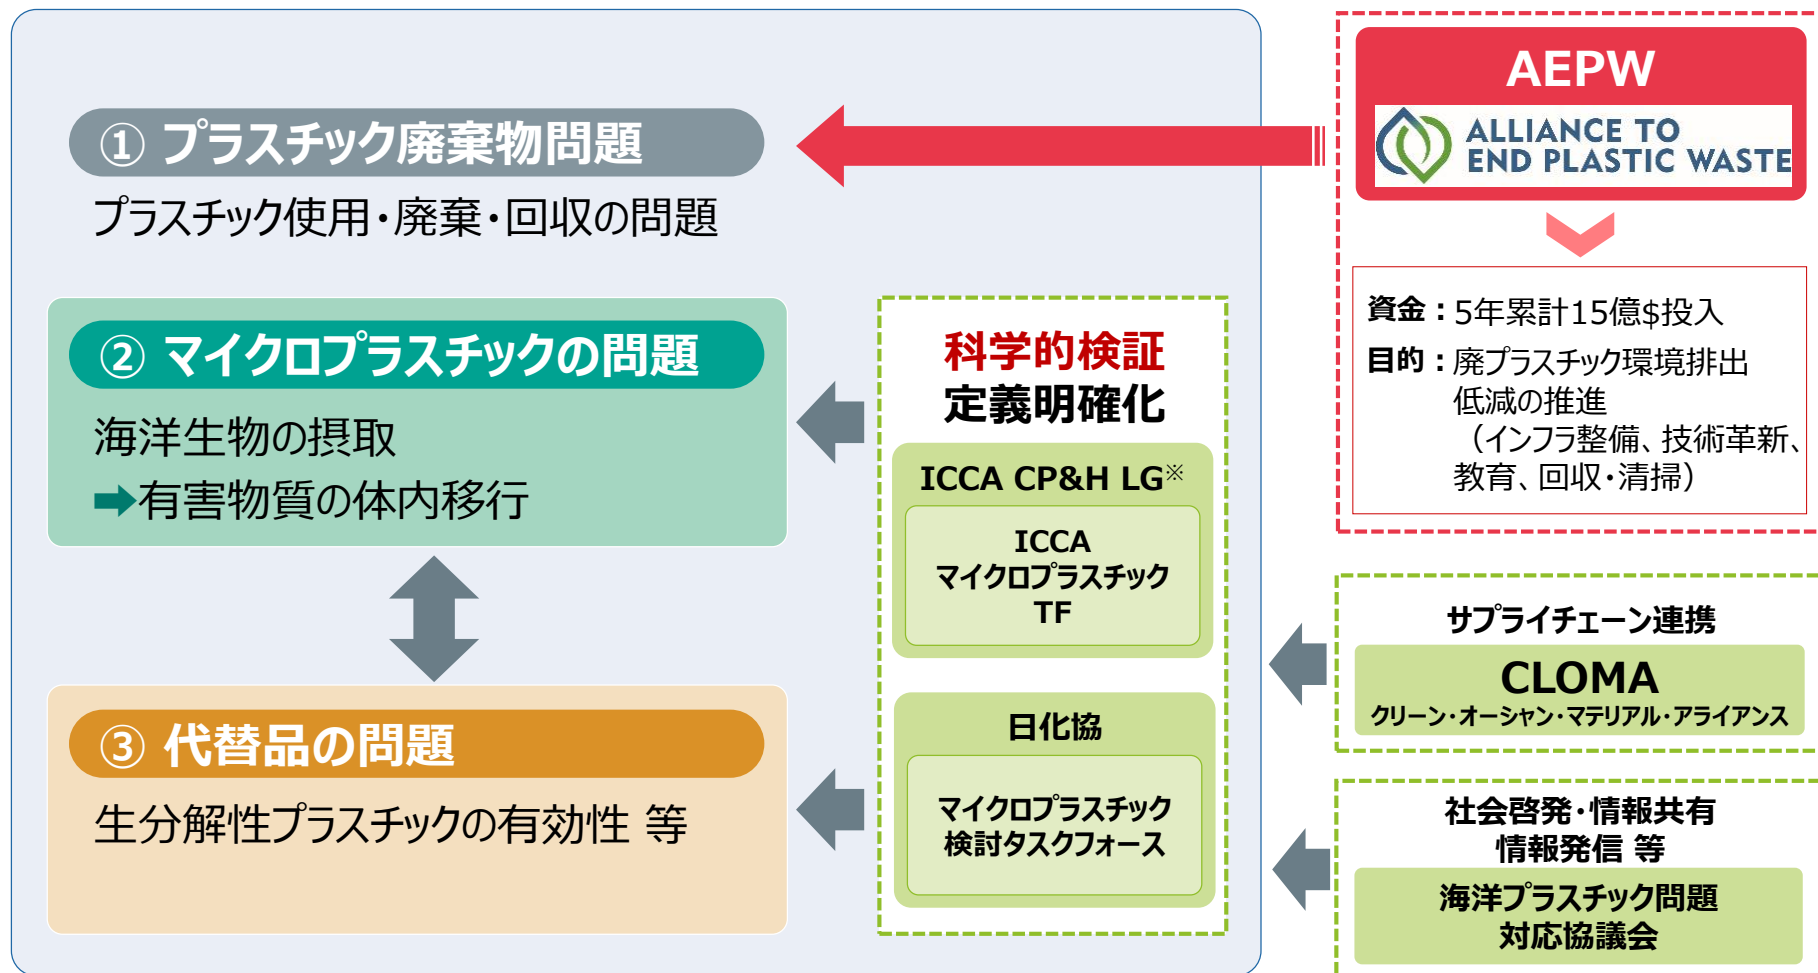 ① プラスチック廃棄物問題
プラスチック使用・廃棄・回収の問題
② マイクロプラスチックの問題
海洋生物の摂取
➡有害物質の体内移行
③ 代替品の問題
生分解性プラスチックの有効性 等
科学的検証
定義明確化
ICCA CP&H LG※
ICCA
マイクロプラスチック
TF
日化協
マイクロプラスチック
検討タスクフォース
AEPW
ALLIANCE TO
END PLASTIC WASTE
資金：5年累計15億$投入
目的：廃プラスチック環境排出
低減の推進
（インフラ整備、技術革新、
教育、回収・清掃）
サプライチェーン連携
CLOMA
クリーン・オーシャン・マテリアル・アライアンス
社会啓発・情報共有
情報発信 等
海洋プラスチック問題
対応協議会